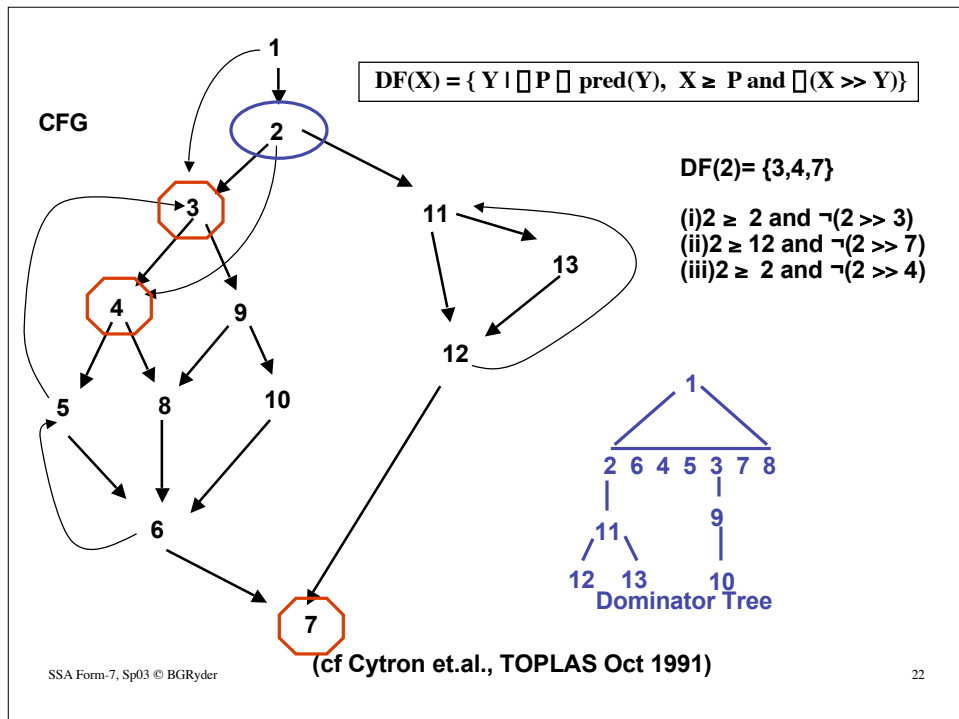 1
DF(X) = { Y | □ P □ pred(Y), X ≥ P and □(X >> Y)}
CFG
2
DF(2)= {3,4,7}
3
11
(i)2 ≥ 2 and ¬(2 >> 3)
(ii)2 ≥ 12 and ¬(2 >> 7)
(iii)2 ≥ 2 and ¬(2 >> 4)
13
4
9
12
5
8
10
1
2 6 4 5 3 7 8
6
11
9
12 13 10
Dominator Tree
7
(cf Cytron et.al., TOPLAS Oct 1991)
SSA Form-7, Sp03 © BGRyder
22